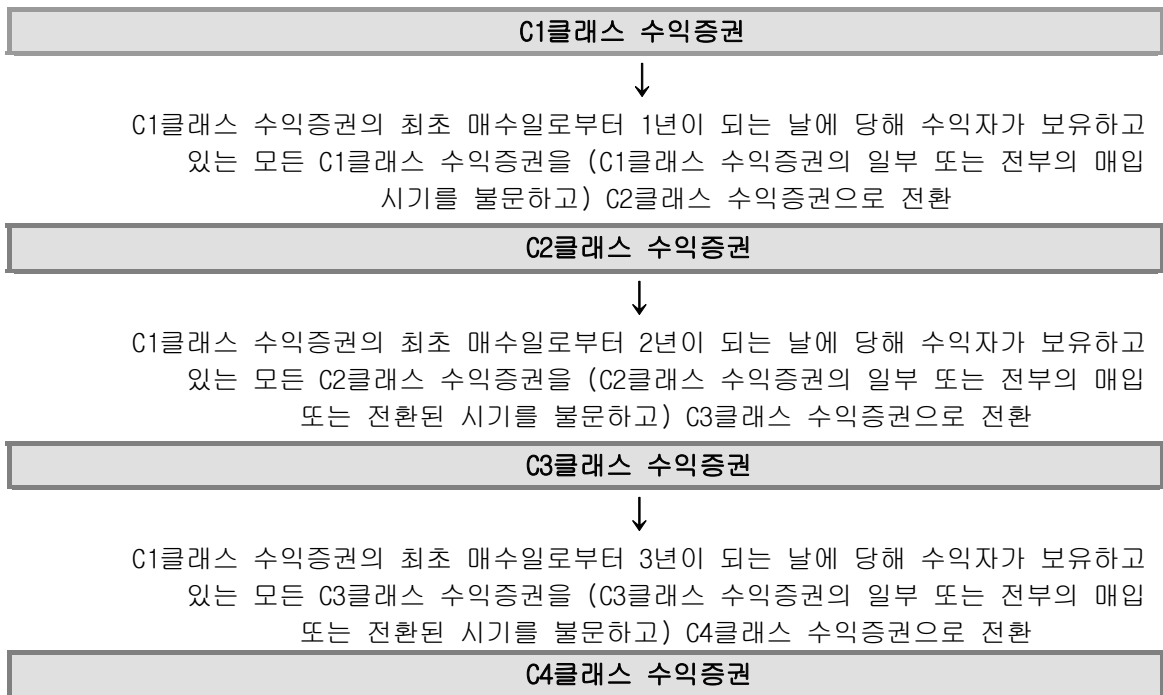 C1클래스 수익증권
↓
C1클래스 수익증권의 최초 매수일로부터 1년이 되는 날에 당해 수익자가 보유하고
있는 모든 C1클래스 수익증권을 (C1클래스 수익증권의 일부 또는 전부의 매입
시기를 불문하고) C2클래스 수익증권으로 전환
C2클래스 수익증권
↓
C1클래스 수익증권의 최초 매수일로부터 2년이 되는 날에 당해 수익자가 보유하고
있는 모든 C2클래스 수익증권을 (C2클래스 수익증권의 일부 또는 전부의 매입
또는 전환된 시기를 불문하고) C3클래스 수익증권으로 전환
C3클래스 수익증권
↓
C1클래스 수익증권의 최초 매수일로부터 3년이 되는 날에 당해 수익자가 보유하고
있는 모든 C3클래스 수익증권을 (C3클래스 수익증권의 일부 또는 전부의 매입
또는 전환된 시기를 불문하고) C4클래스 수익증권으로 전환
C4클래스 수익증권